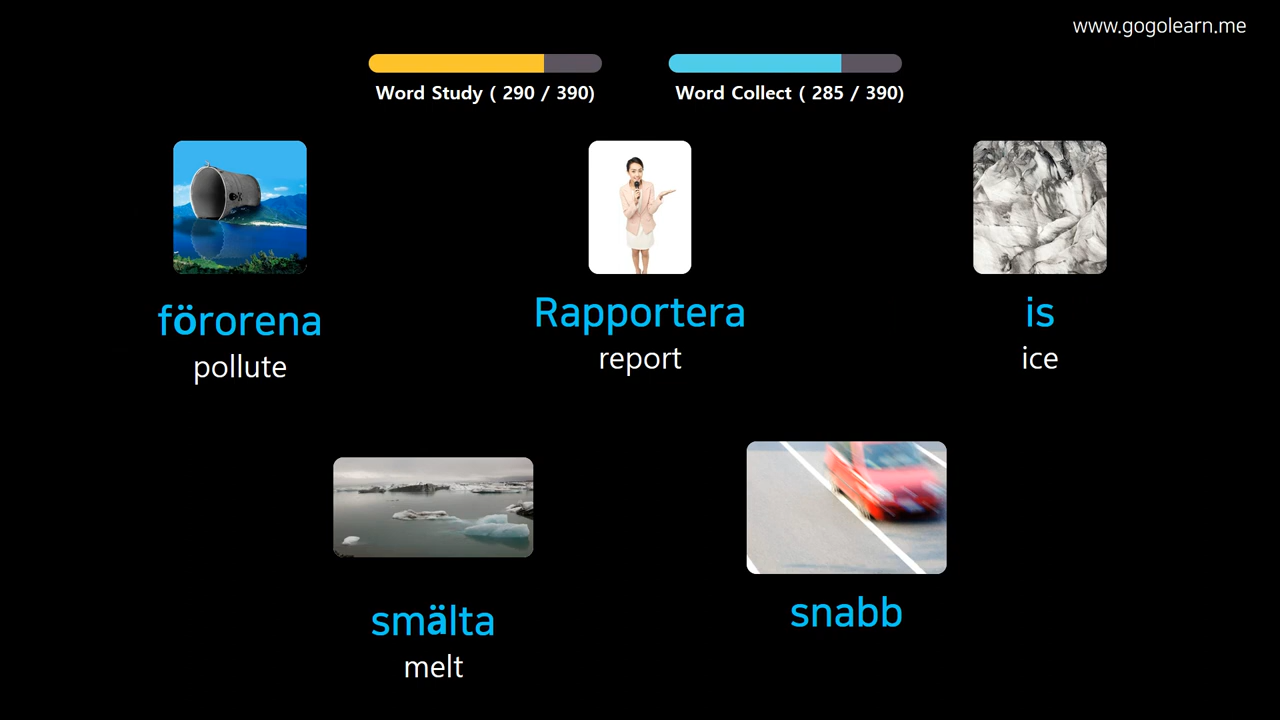 www.gogolearn.me
Word Study ( 290 / 390)
Word Collect ( 285 / 390)
förorena
pollute
Rapportera
report
is
ice
smälta
melt
snabb